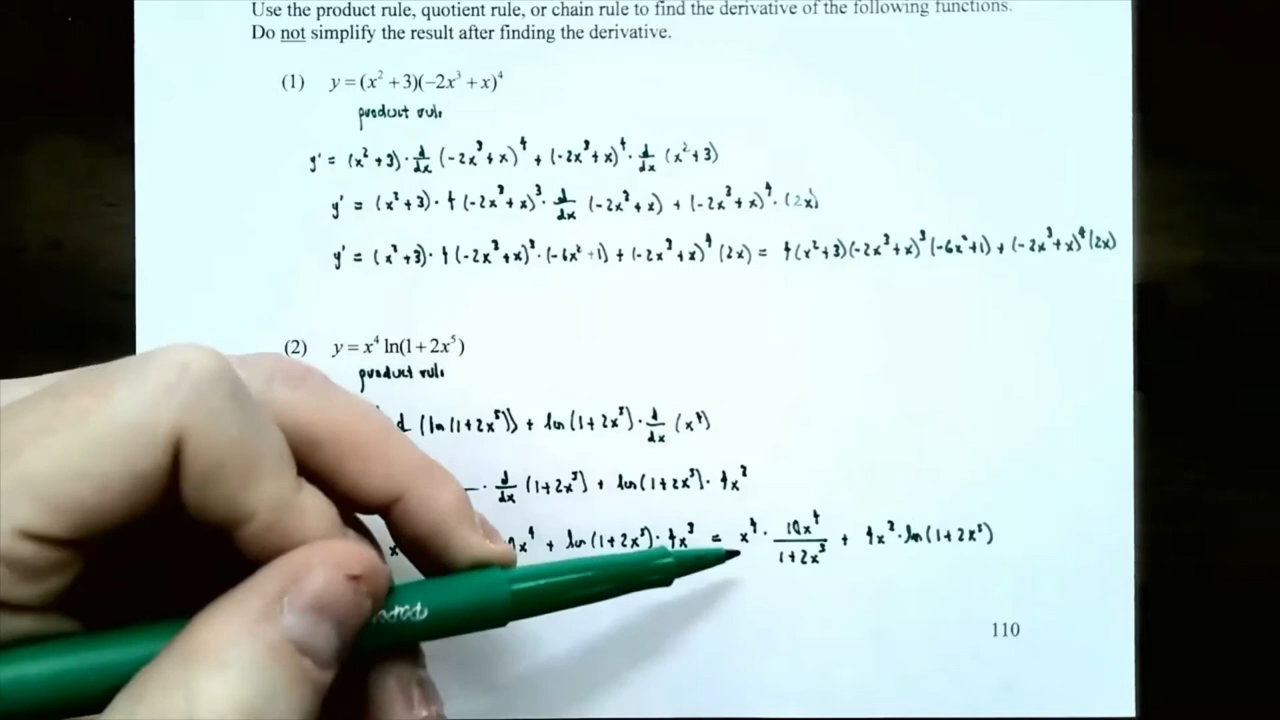 Use the product rule, quotient rule, or chain rule to find the derivative of the following functions.
Do not simplify the result after finding the derivative.
(1) y = (x² + 3)(−2x³ + x)⁴
product rule
y' = (x² + 3) · d/dx (−2x³ + x)⁴ + (−2x³ + x)⁴ · d/dx (x² + 3)
y' = (x² + 3) · 4 (−2x³ + x)³ · d/dx (−2x³ + x) + (−2x³ + x)⁴ · (2x)
y' = (x² + 3) · 4 (−2x³ + x)³ · (−6x² + 1) + (−2x³ + x)⁴ (2x) = 4(x² + 3)(−2x³ + x)³ (−6x² + 1) + (−2x³ + x)⁴ (2x)
(2) y = x⁴ ln(1 + 2x⁵)
product rule
d (ln(1 + 2x⁵)) + ln(1 + 2x⁵) · d/dx (x⁴)
· d/dx (1 + 2x⁵) + ln(1 + 2x⁵) · 4x³
x⁴ + ln(1 + 2x⁵) · 4x³ = x⁴ · 10x⁴/(1 + 2x⁵) + 4x³ · ln(1 + 2x⁵)
110